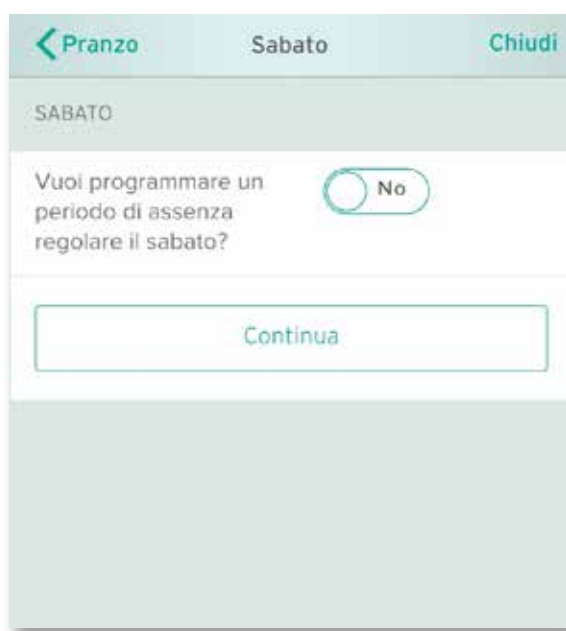 Pranzo Sabato Chiudi
SABATO
Vuoi programmare un
periodo di assenza
regolare il sabato?
No
Continua